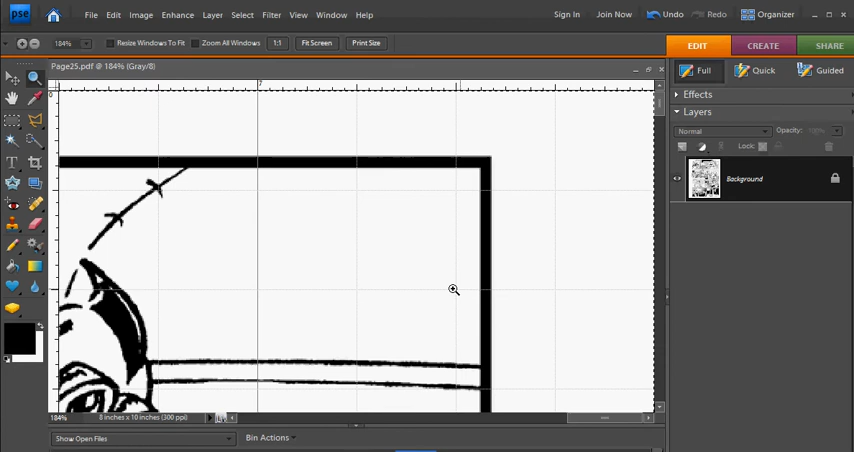 pse File Edit Image Enhance Layer Select Filter View Window Help Sign In Join Now Undo Redo Organizer
184% Resize Windows To Fit Zoom All Windows 1:1 Fit Screen Print Size EDIT CREATE SHARE
Page25.pdf @ 184% (Gray/8) Full Quick Guided
7
0
Effects
Layers
Normal Opacity:
Lock:
Background
T
184% 8 inches x 10 inches (300 ppi)
Show Open Files Bin Actions